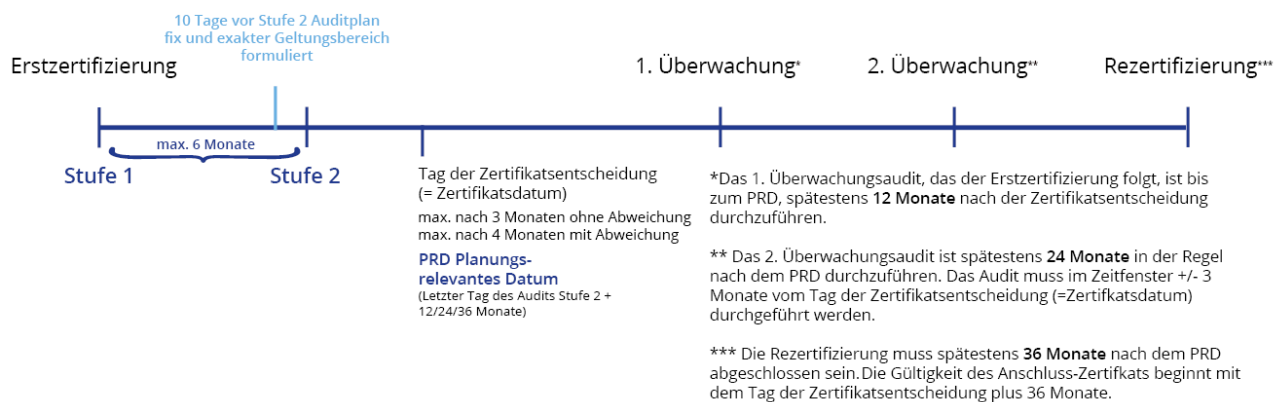 10 Tage vor Stufe 2 Auditplan
fix und exakter Geltungsbereich
formuliert
Erstzertifizierung
1. Überwachung*
2. Überwachung**
Rezertifizierung***
max. 6 Monate
Stufe 1
Stufe 2
Tag der Zertifikatsentscheidung
(= Zertifikatsdatum)
max. nach 3 Monaten ohne Abweichung
max. nach 4 Monaten mit Abweichung
PRD Planungs-
relevantes Datum
(Letzter Tag des Audits Stufe 2 +
12/24/36 Monate)
*Das 1. Überwachungsaudit, das der Erstzertifizierung folgt, ist bis
zum PRD, spätestens 12 Monate nach der Zertifikatsentscheidung
durchzuführen.
** Das 2. Überwachungsaudit ist spätestens 24 Monate in der Regel
nach dem PRD durchzuführen. Das Audit muss im Zeitfenster +/- 3
Monate vom Tag der Zertifikatsentscheidung (=Zertifkatsdatum)
durchgeführt werden.
*** Die Rezertifizierung muss spätestens 36 Monate nach dem PRD
abgeschlossen sein. Die Gültigkeit des Anschluss-Zertifkats beginnt mit
dem Tag der Zertifikatsentscheidung plus 36 Monate.